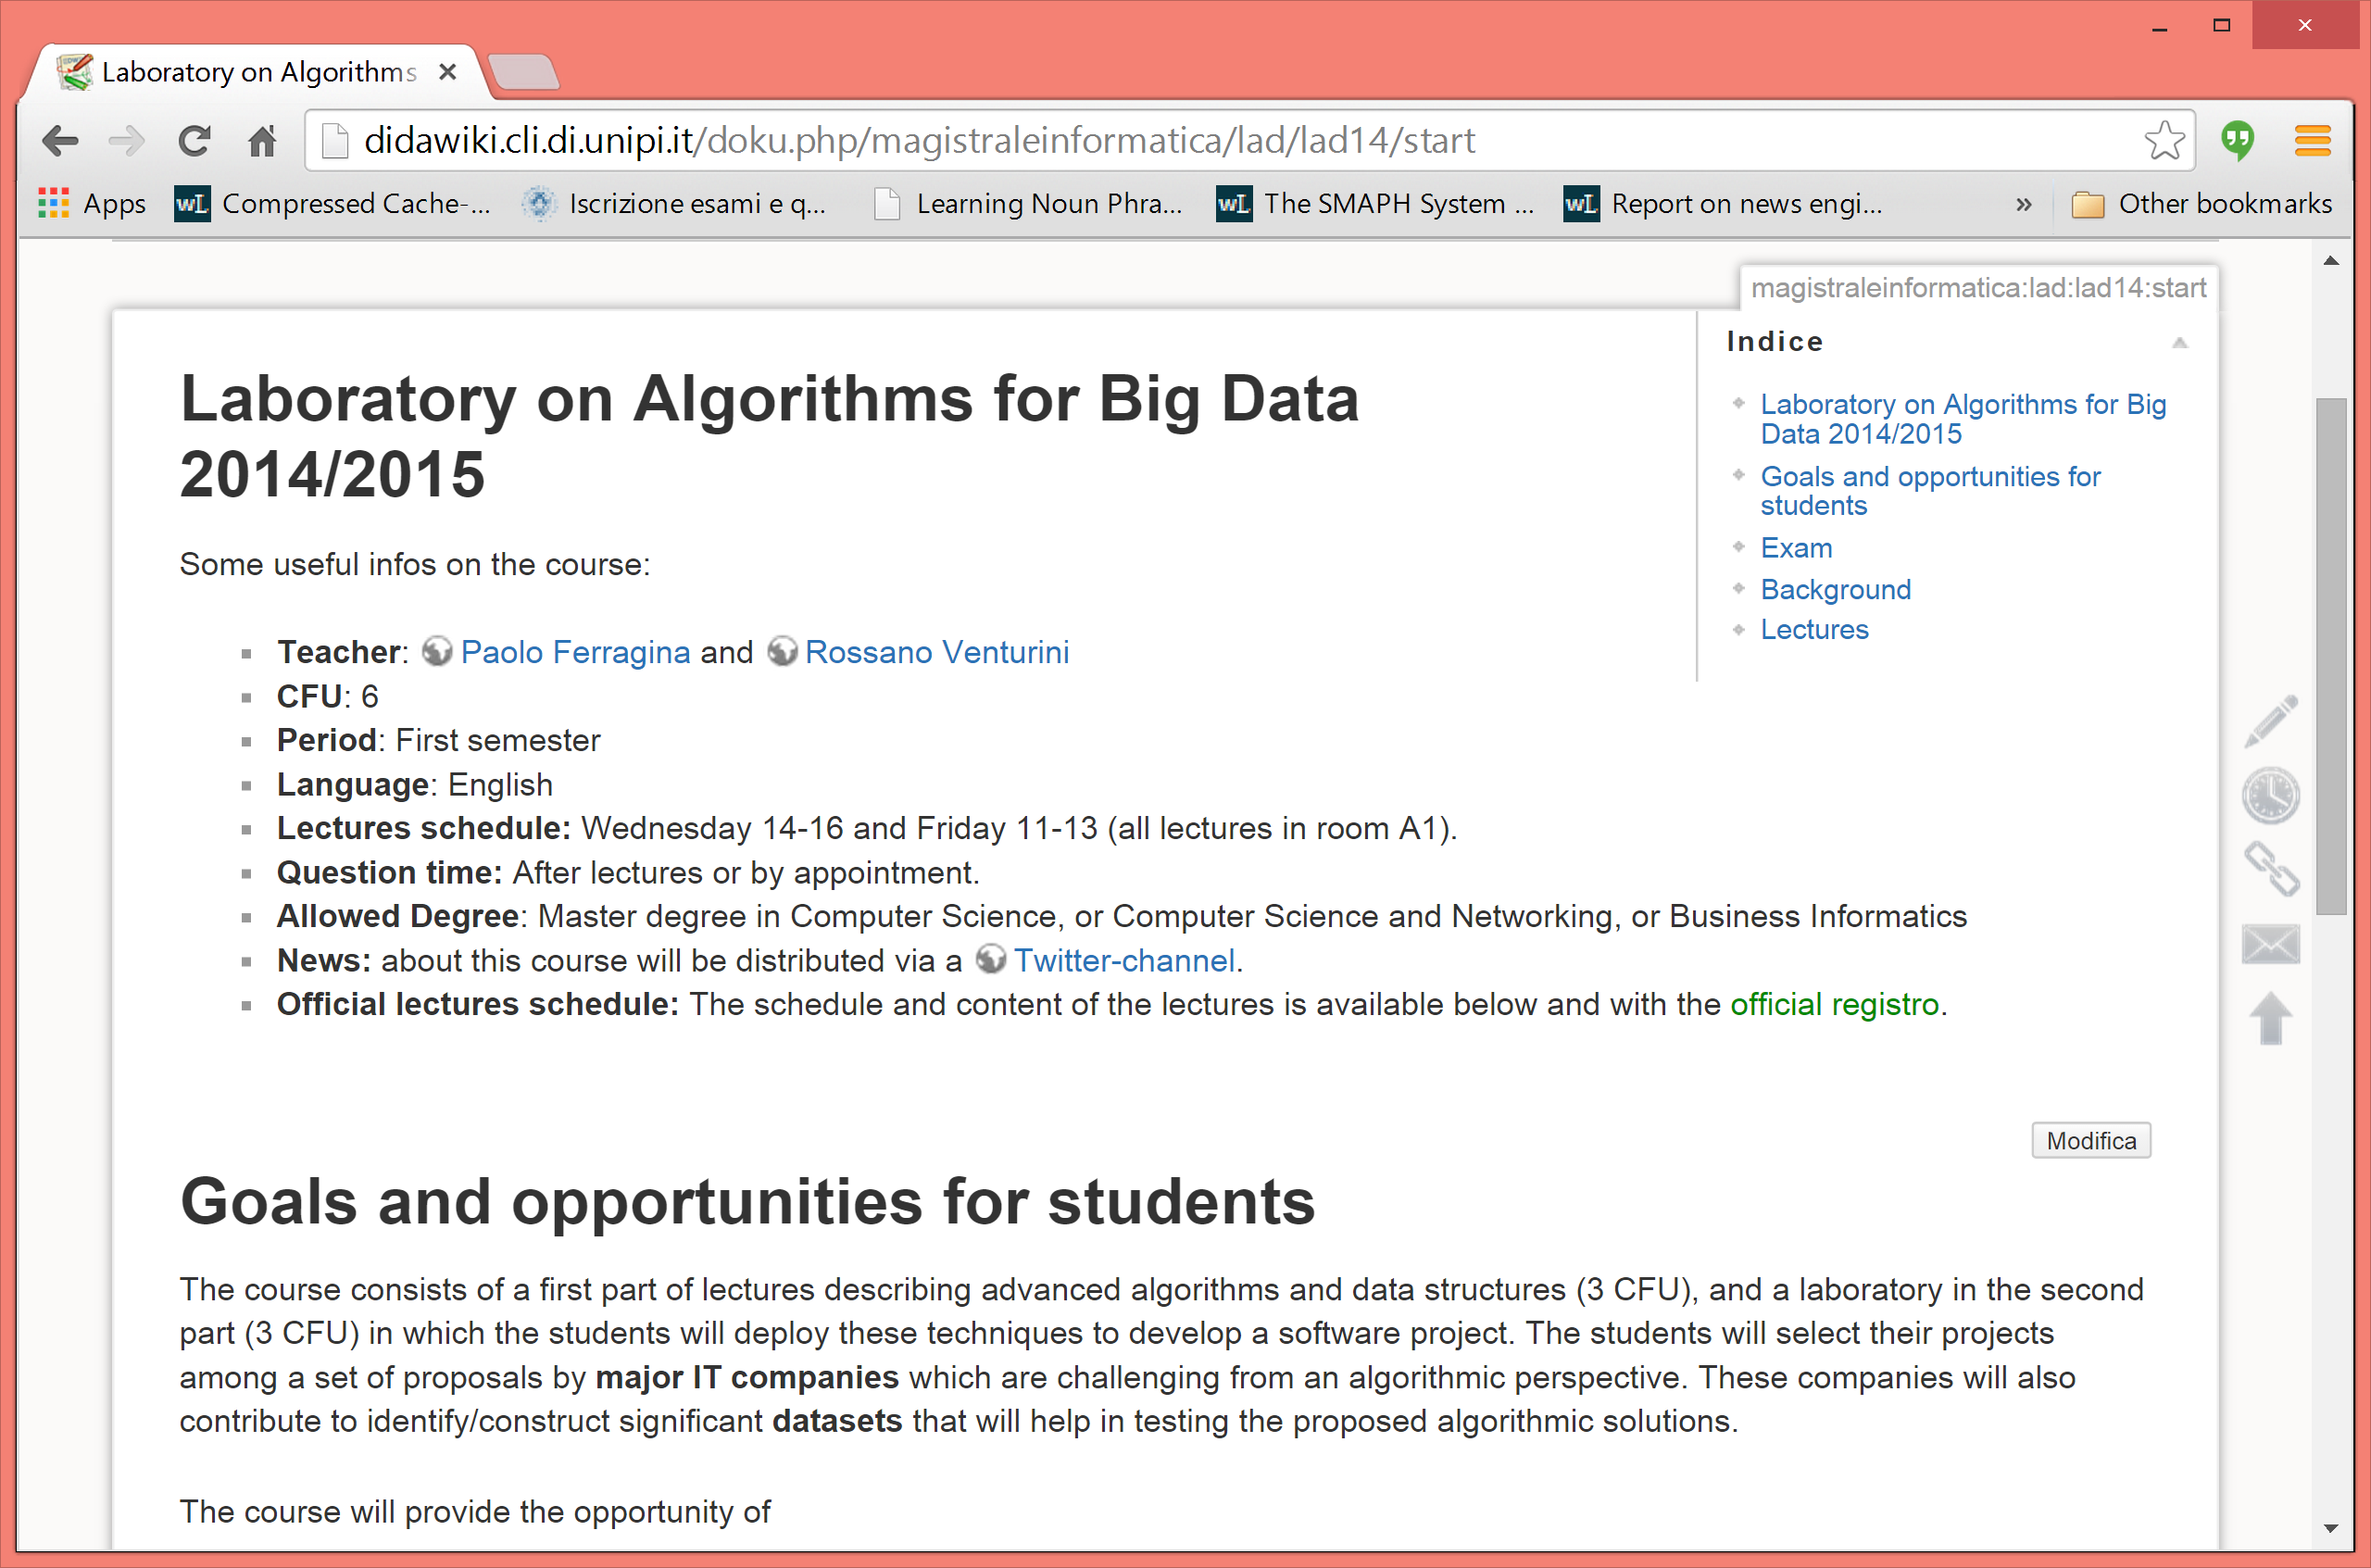 Laboratory on Algorithms
didawiki.cli.di.unipi.it/doku.php/magistraleinformatica/lad/lad14/start
Apps
wL Compressed Cache-...
Iscrizione esami e q...
Learning Noun Phra...
wL The SMAPH System ...
wL Report on news engi...
» Other bookmarks
magistraleinformatica:lad:lad14:start
Laboratory on Algorithms for Big Data
2014/2015
Some useful infos on the course:
Teacher: Paolo Ferragina and Rossano Venturini
CFU: 6
Period: First semester
Language: English
Lectures schedule: Wednesday 14-16 and Friday 11-13 (all lectures in room A1).
Question time: After lectures or by appointment.
Allowed Degree: Master degree in Computer Science, or Computer Science and Networking, or Business Informatics
News: about this course will be distributed via a Twitter-channel.
Official lectures schedule: The schedule and content of the lectures is available below and with the official registro.
Indice
Laboratory on Algorithms for Big
Data 2014/2015
Goals and opportunities for
students
Exam
Background
Lectures
Modifica
Goals and opportunities for students
The course consists of a first part of lectures describing advanced algorithms and data structures (3 CFU), and a laboratory in the second
part (3 CFU) in which the students will deploy these techniques to develop a software project. The students will select their projects
among a set of proposals by major IT companies which are challenging from an algorithmic perspective. These companies will also
contribute to identify/construct significant datasets that will help in testing the proposed algorithmic solutions.
The course will provide the opportunity of